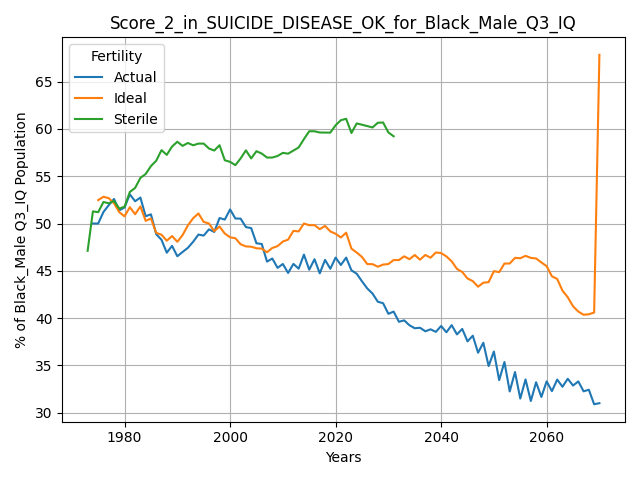 Score_2_in_SUICIDE_DISEASE_OK_for_Black_Male_Q3_IQ
Fertility
Actual
Ideal
Sterile
% of Black_Male Q3_IQ Population
65
60
55
50
45
40
35
30
1980
2000
2020
2040
2060
Years